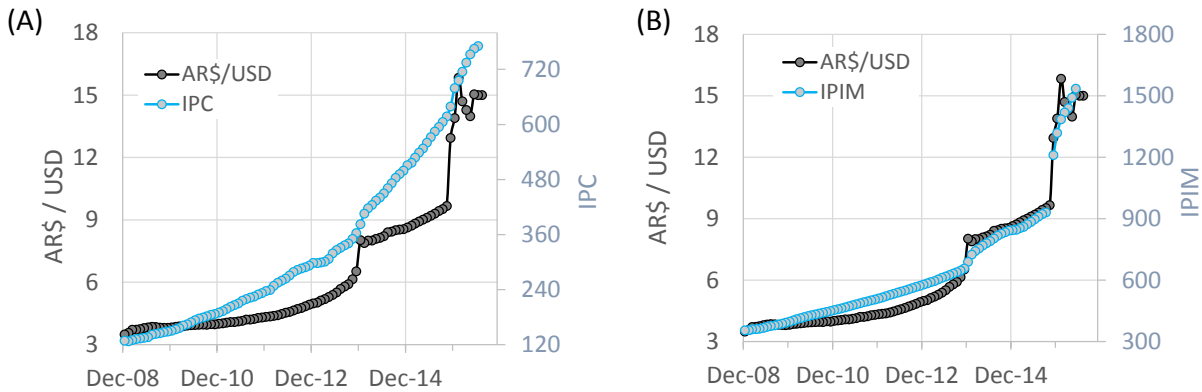 (A)
AR$ / USD
18
15
12
9
6
3
AR$/USD
IPC
720
600
480
360
240
120
IPC
Dec-08 Dec-10 Dec-12 Dec-14
(B)
AR$ / USD
18
15
12
9
6
3
AR$/USD
IPIM
1800
1500
1200
900
600
300
IPIM
Dec-08 Dec-10 Dec-12 Dec-14